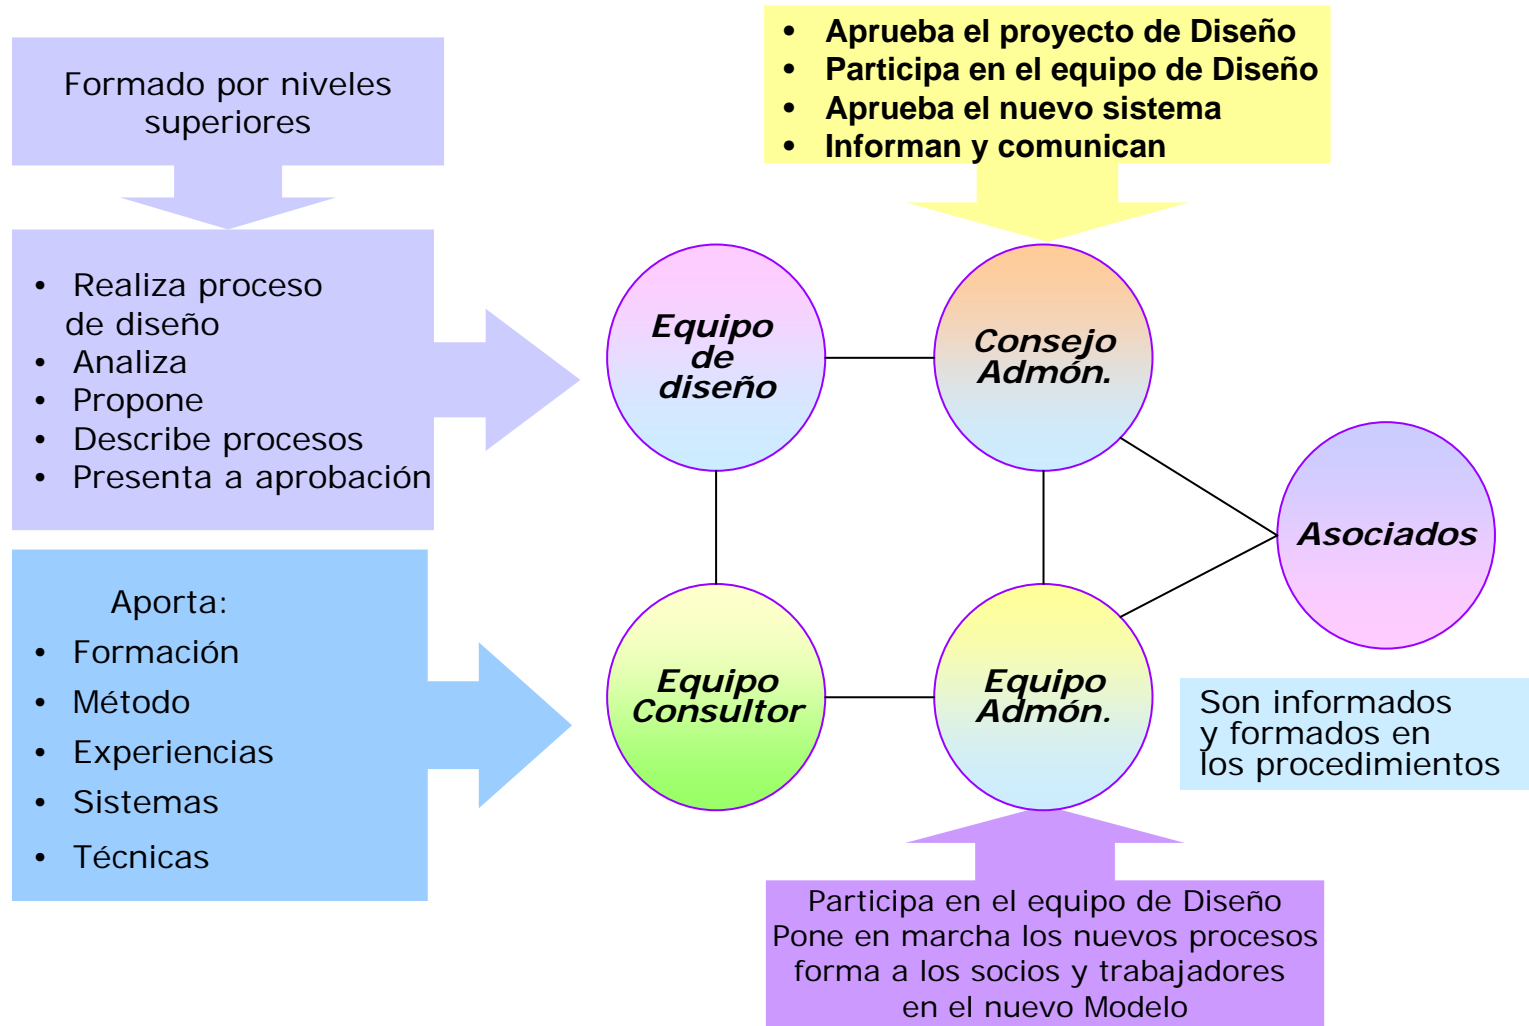 Formado por niveles
superiores
• Aprueba el proyecto de Diseño
• Participa en el equipo de Diseño
• Aprueba el nuevo sistema
• Informan y comunican
• Realiza proceso
de diseño
• Analiza
• Propone
• Describe procesos
• Presenta a aprobación
Equipo
de
diseño
Consejo
Admón.
Asociados
Aporta:
• Formación
• Método
• Experiencias
• Sistemas
• Técnicas
Equipo
Consultor
Equipo
Admón.
Son informados
y formados en
los procedimientos
Participa en el equipo de Diseño
Pone en marcha los nuevos procesos
forma a los socios y trabajadores
en el nuevo Modelo